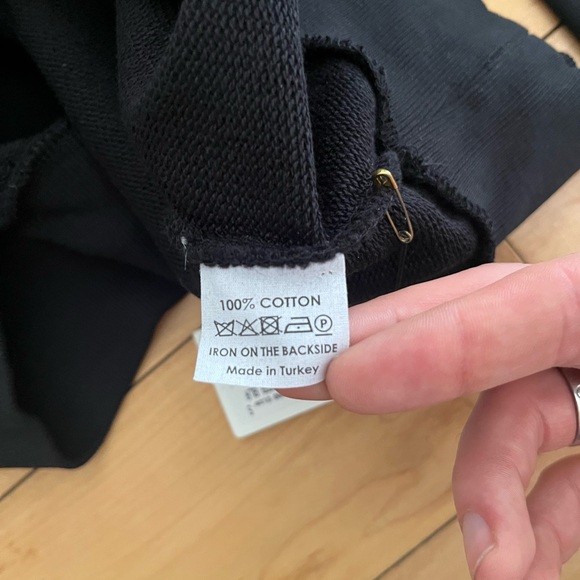 100% COTTON
P
IRON ON THE BACKSIDE
Made in Turkey